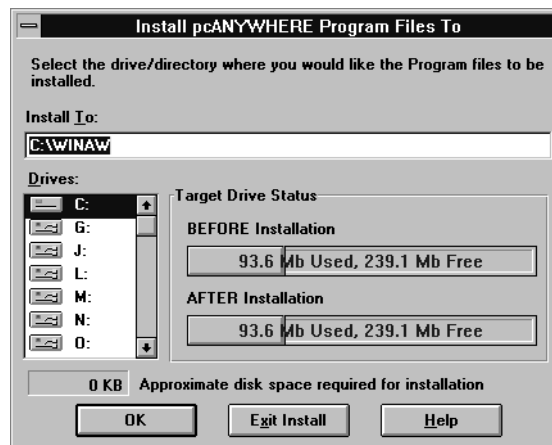 Install pcANYWHERE Program Files To
Select the drive/directory where you would like the Program files to be
installed.
Install To:
C:\WINAW
Drives:
C:
G:
J:
L:
M:
N:
O:
Target Drive Status
BEFORE Installation
93.6 Mb Used, 239.1 Mb Free
AFTER Installation
93.6 Mb Used, 239.1 Mb Free
0 KB Approximate disk space required for installation
OK Exit Install Help